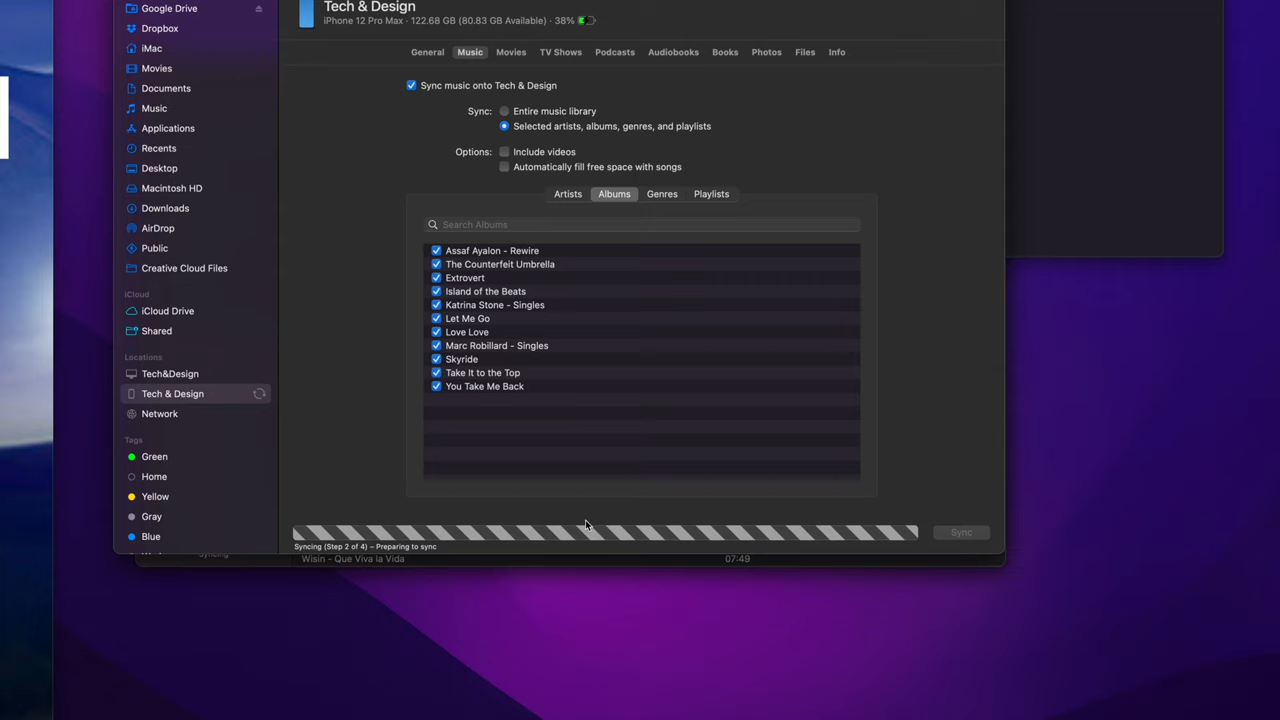 Tech & Design
iPhone 12 Pro Max · 122.68 GB (80.83 GB Available) · 38%
General Music Movies TV Shows Podcasts Audiobooks Books Photos Files Info
Sync music onto Tech & Design
Sync: Entire music library
Selected artists, albums, genres, and playlists
Options: Include videos
Automatically fill free space with songs
Artists Albums Genres Playlists
Search Albums
Assaf Ayalon - Rewire
The Counterfeit Umbrella
Extrovert
Island of the Beats
Katrina Stone - Singles
Let Me Go
Love Love
Marc Robillard - Singles
Skyride
Take It to the Top
You Take Me Back
Syncing (Step 2 of 4) – Preparing to sync
Sync
Google Drive
Dropbox
iMac
Movies
Documents
Music
Applications
Recents
Desktop
Macintosh HD
Downloads
AirDrop
Public
Creative Cloud Files
iCloud
iCloud Drive
Shared
Locations
Tech&Design
Tech & Design
Network
Tags
Green
Home
Yellow
Gray
Blue
Syncing
Wisin - Que Viva la Vida 07:49